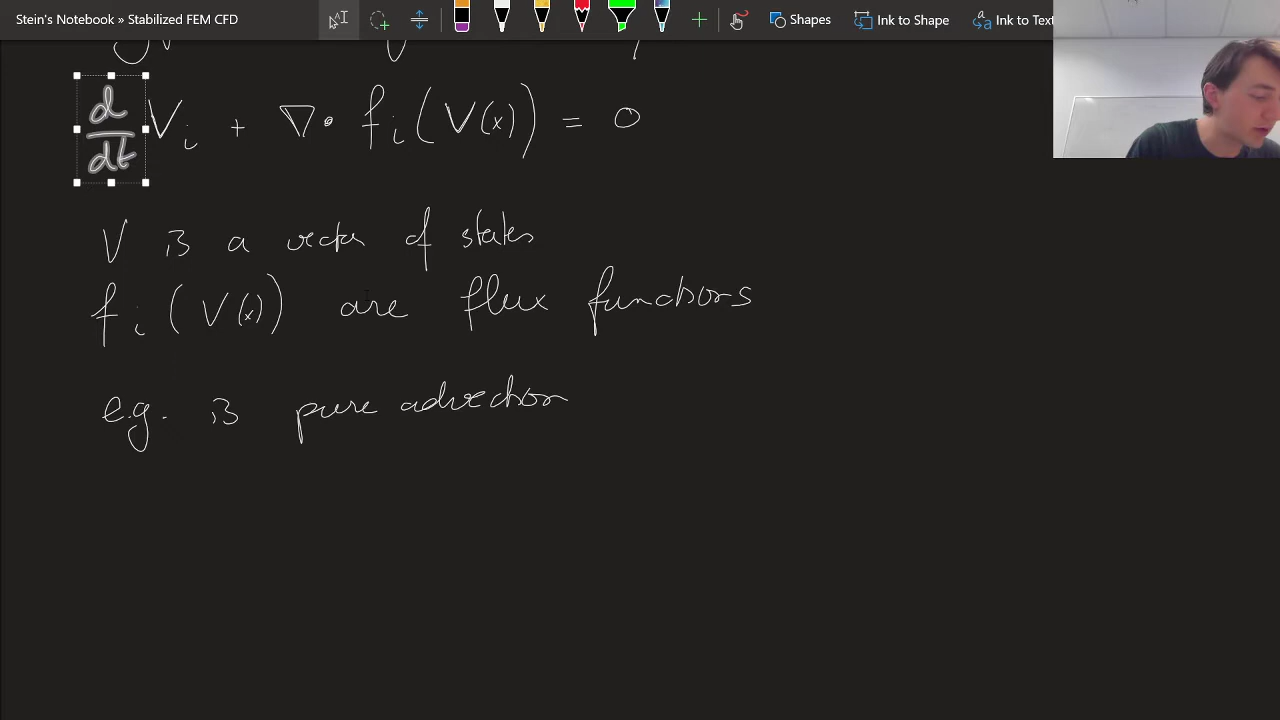 Stein's Notebook » Stabilized FEM CFD Shapes Ink to Shape Ink to Text
d/dt V_i + ∇• f_i(V(x)) = 0
V is a vector of states
f_i(V(x)) are flux functions
e.g. is pure advection